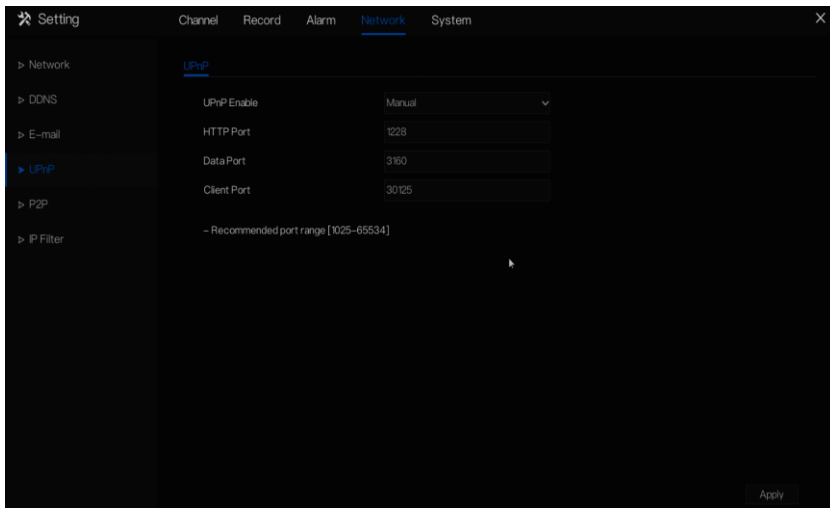 Setting Channel Record Alarm Network System
Network
DDNS
E-mail
UPnP
P2P
IP Filter
UPnP
UPnP Enable Manual
HTTP Port 1228
Data Port 3160
Client Port 30125
- Recommended port range [1025-65534]
Apply